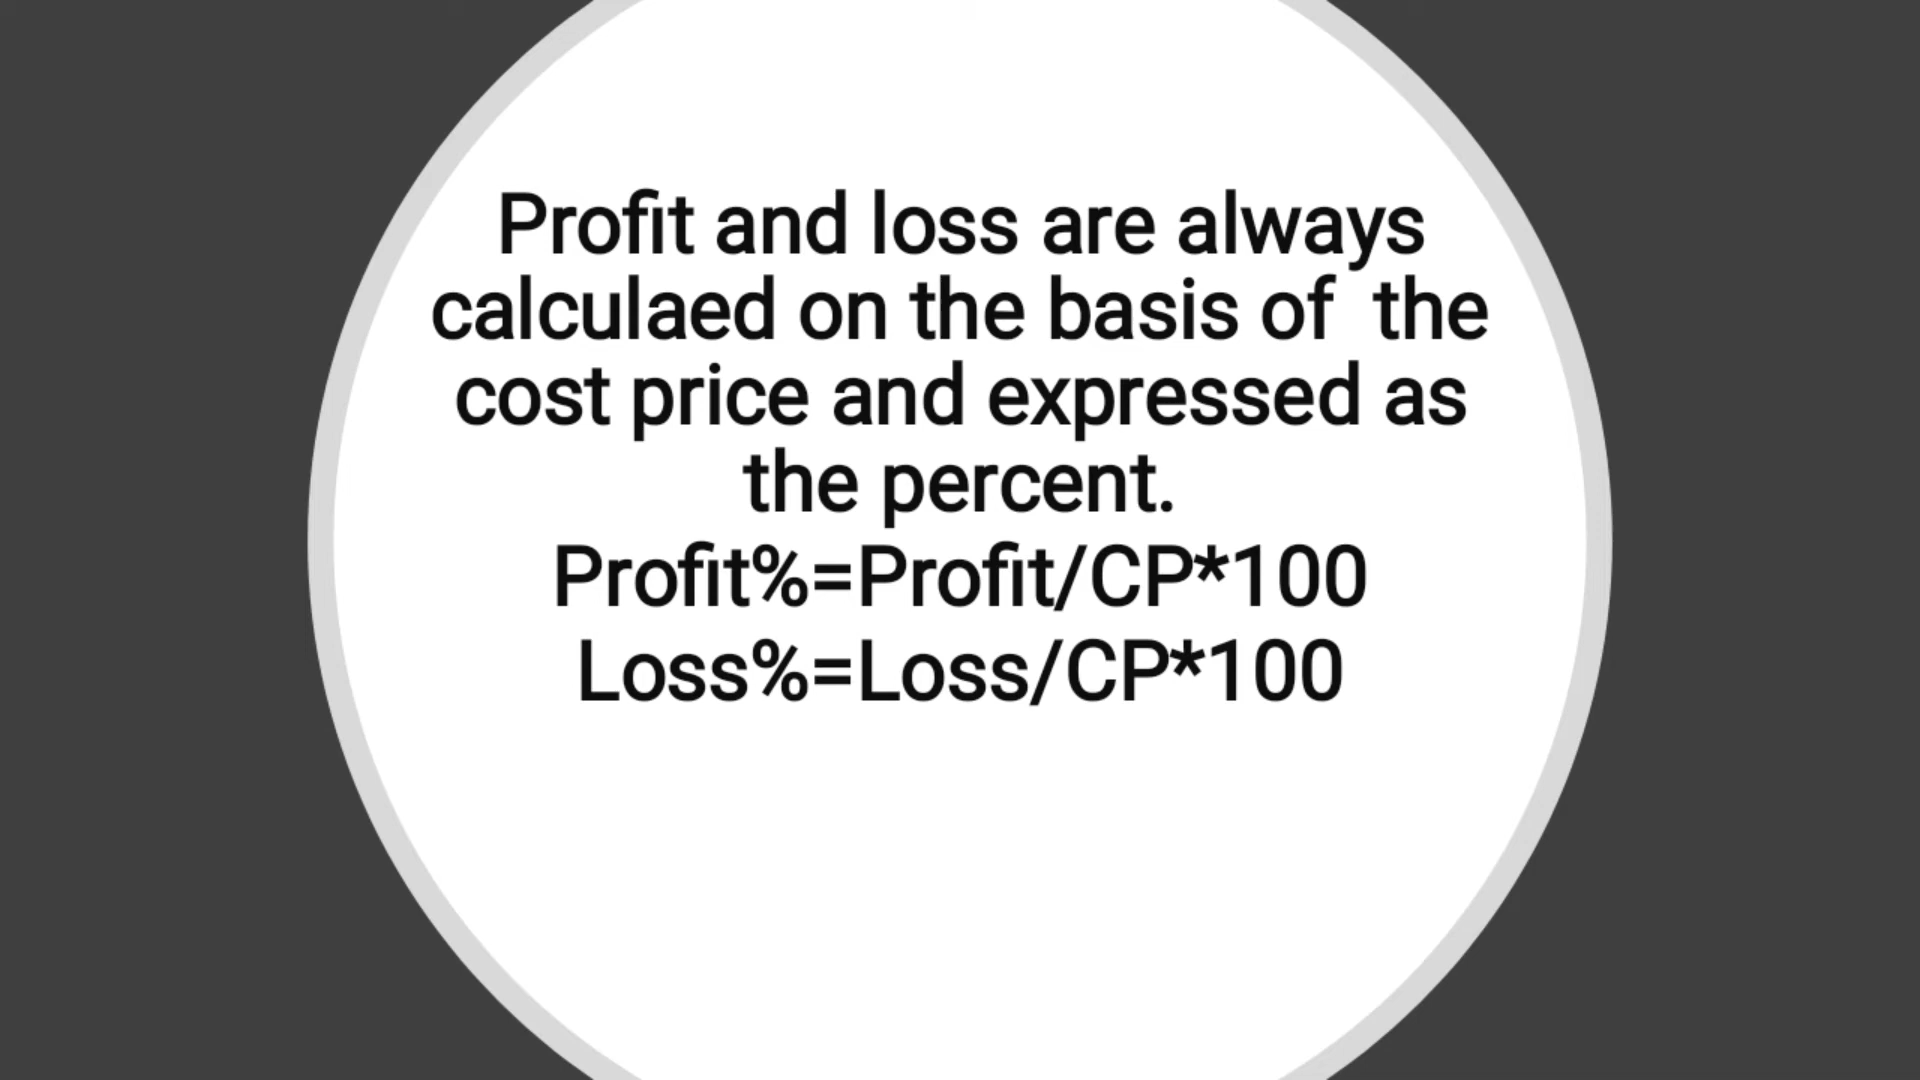 Profit and loss are always
calculaed on the basis of  the
cost price and expressed as
the percent.
Profit%=Profit/CP*100
Loss%=Loss/CP*100